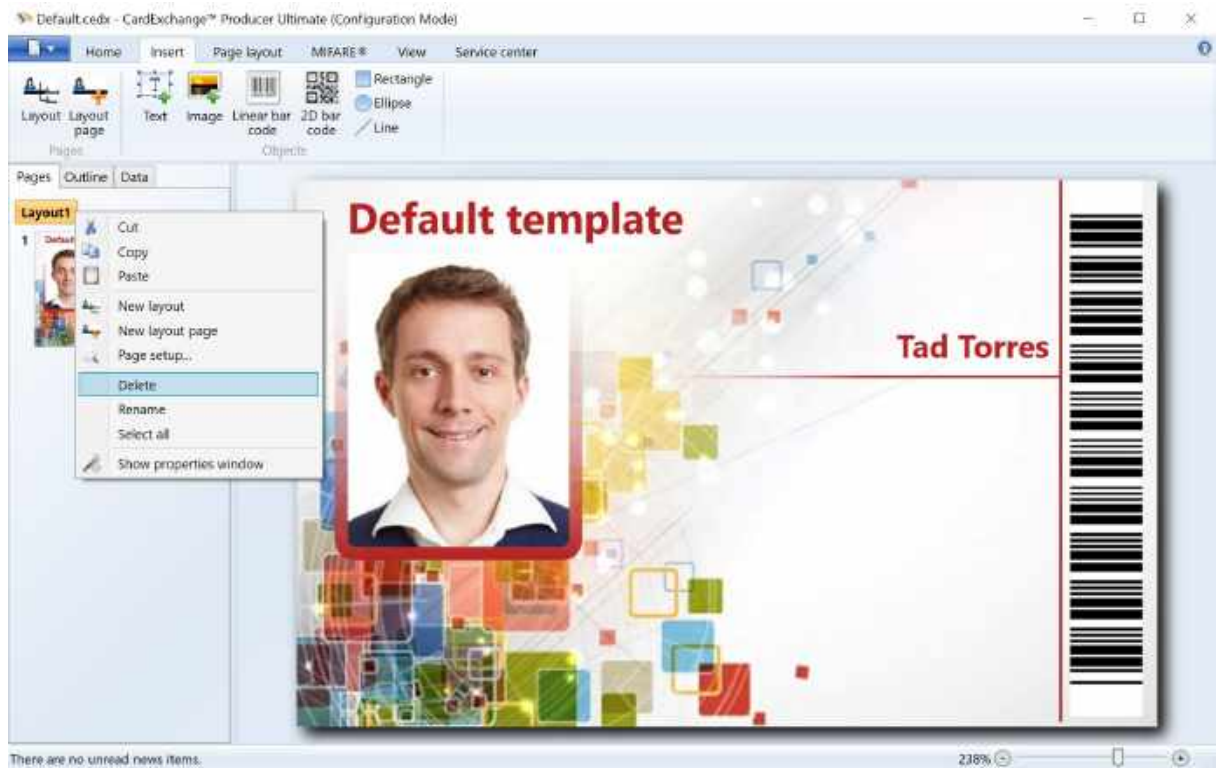 Default.cedx - CardExchange™ Producer Ultimate (Configuration Mode)
Home Insert Page layout MIFARE® View Service center
Layout Layout page Text Image Linear bar code 2D bar code Rectangle
Ellipse
Line
Pages Objects
Pages Outline Data
Layout1
Cut
Copy
Paste
New layout
New layout page
Page setup...
Delete
Rename
Select all
Show properties window
1
Default template
Tad Torres
There are no unread news items.
238%